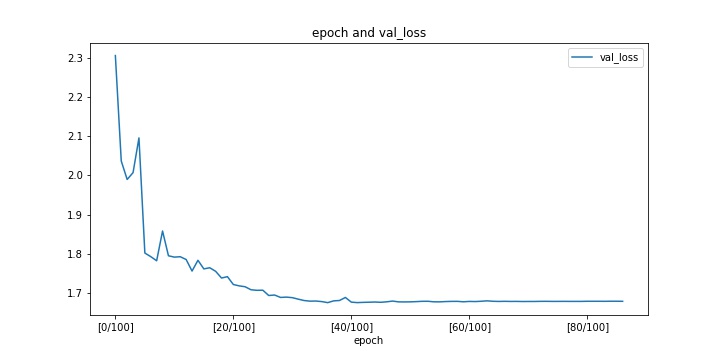 epoch and val_loss
val_loss
2.3
2.2
2.1
2.0
1.9
1.8
1.7
[0/100] [20/100] [40/100] [60/100] [80/100]
epoch